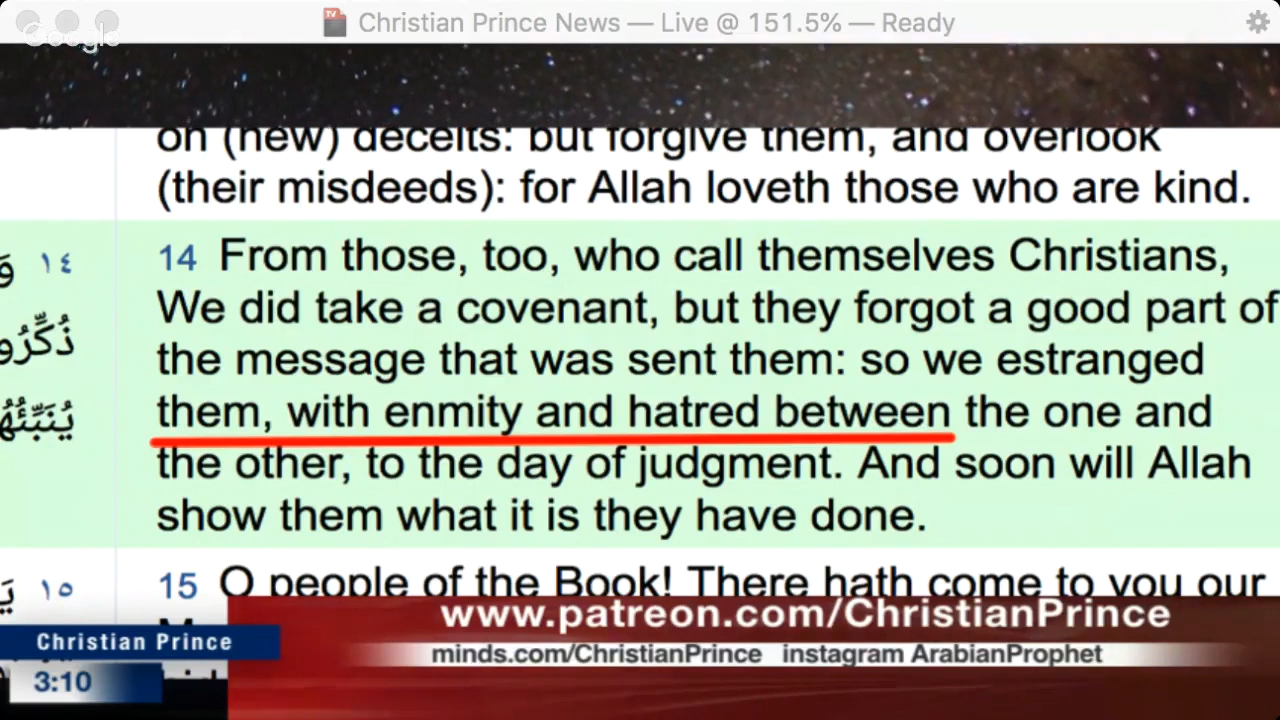 Christian Prince News — Live @ 151.5% — Ready
Google
on (new) deceits: but forgive them, and overlook
(their misdeeds): for Allah loveth those who are kind.
١٤
14 From those, too, who call themselves Christians,
We did take a covenant, but they forgot a good part of
the message that was sent them: so we estranged
them, with enmity and hatred between the one and
the other, to the day of judgment. And soon will Allah
show them what it is they have done.
١٥
15 O people of the Book! There hath come to you our
www.patreon.com/ChristianPrince
Christian Prince
minds.com/ChristianPrince instagram ArabianProphet
3:10